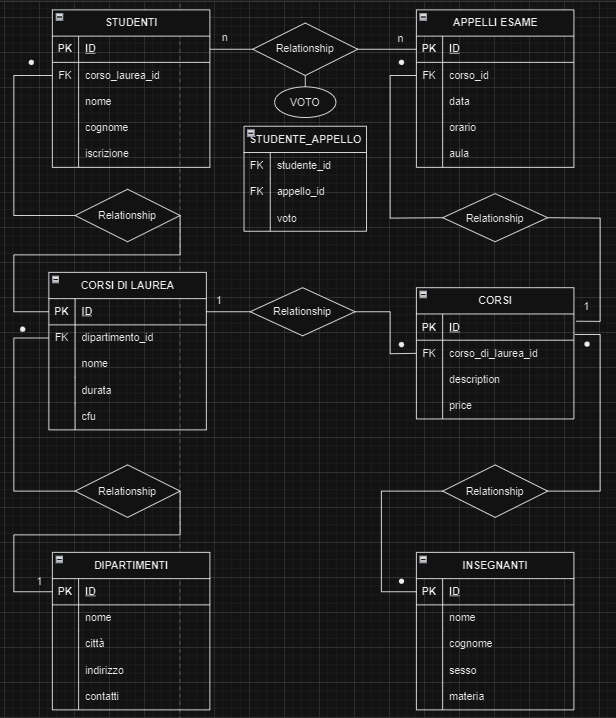 STUDENTI
PK ID
FK corso_laurea_id
nome
cognome
iscrizione
n
Relationship
n
VOTO
APPELLI ESAME
PK ID
FK corso_id
data
orario
aula
STUDENTE_APPELLO
FK studente_id
FK appello_id
voto
Relationship
Relationship
CORSI DI LAUREA
PK ID
FK dipartimento_id
nome
durata
cfu
1
Relationship
CORSI
1
PK ID
FK corso_di_laurea_id
description
price
Relationship
Relationship
DIPARTIMENTI
1
PK ID
nome
città
indirizzo
contatti
INSEGNANTI
PK ID
nome
cognome
sesso
materia